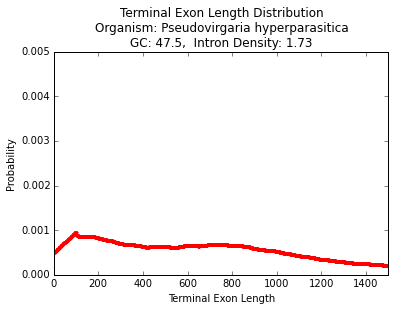 Terminal Exon Length Distribution
Organism: Pseudovirgaria hyperparasitica
GC: 47.5,  Intron Density: 1.73
0.005
0.004
0.003
0.002
0.001
0.000
Probability
0 200 400 600 800 1000 1200 1400
Terminal Exon Length